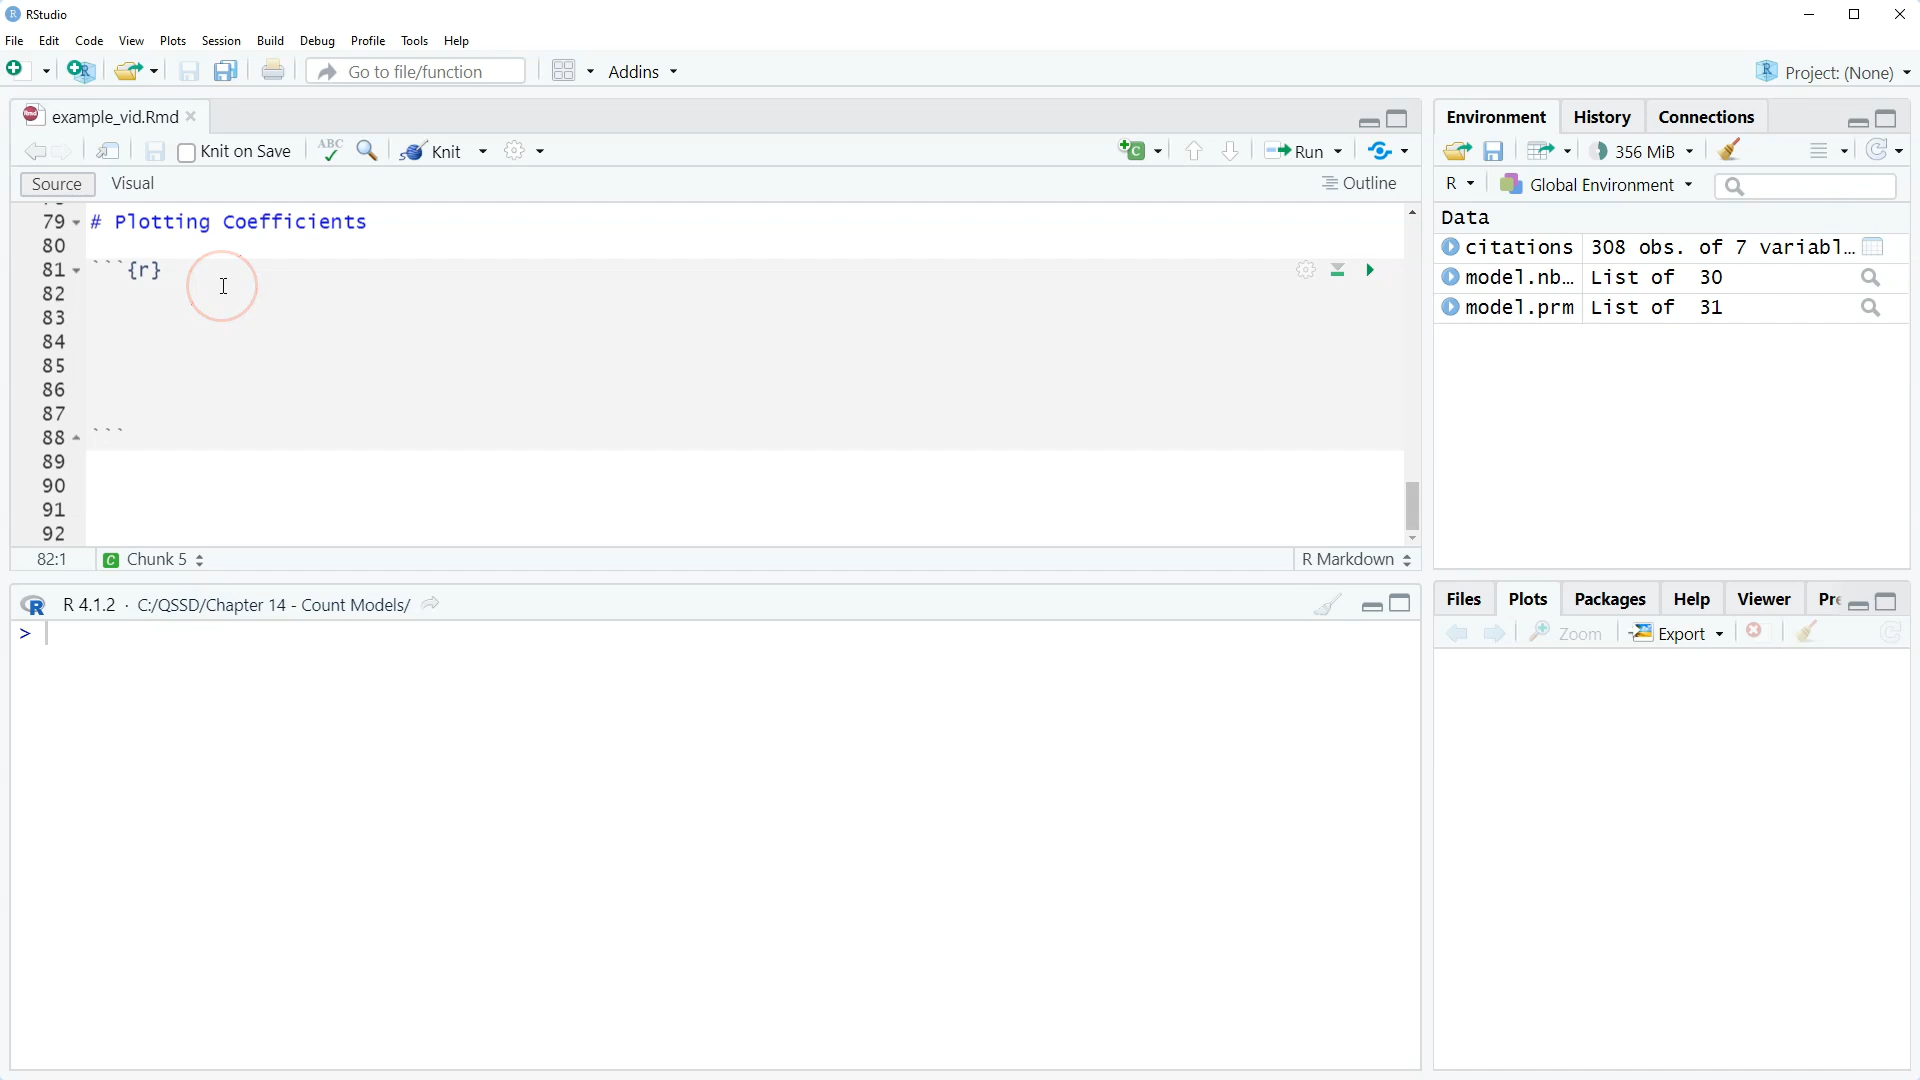 RStudio
File Edit Code View Plots Session Build Debug Profile Tools Help
Go to file/function Addins Project: (None)
example_vid.Rmd
Knit on Save ABC Knit C Run
Source Visual Outline
79 # Plotting Coefficients
80
81 ```{r}
82
83
84
85
86
87
88 ```
89
90
91
92
82:1 C Chunk 5 R Markdown
R R 4.1.2 · C:/QSSD/Chapter 14 - Count Models/
>
Environment History Connections
356 MiB
R Global Environment
Data
citations 308 obs. of 7 variabl…
model.nb… List of 30
model.prm List of 31
Files Plots Packages Help Viewer Pre
Zoom Export